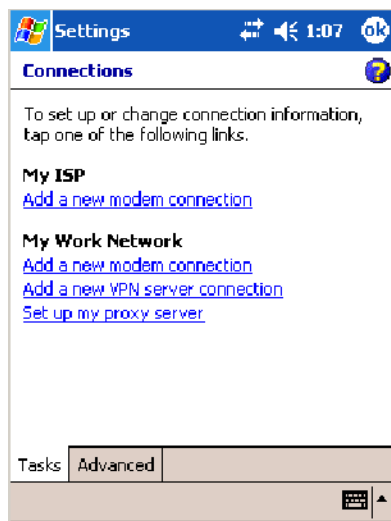 Settings 1:07 ok
Connections
To set up or change connection information,
tap one of the following links.
My ISP
Add a new modem connection
My Work Network
Add a new modem connection
Add a new VPN server connection
Set up my proxy server
Tasks Advanced